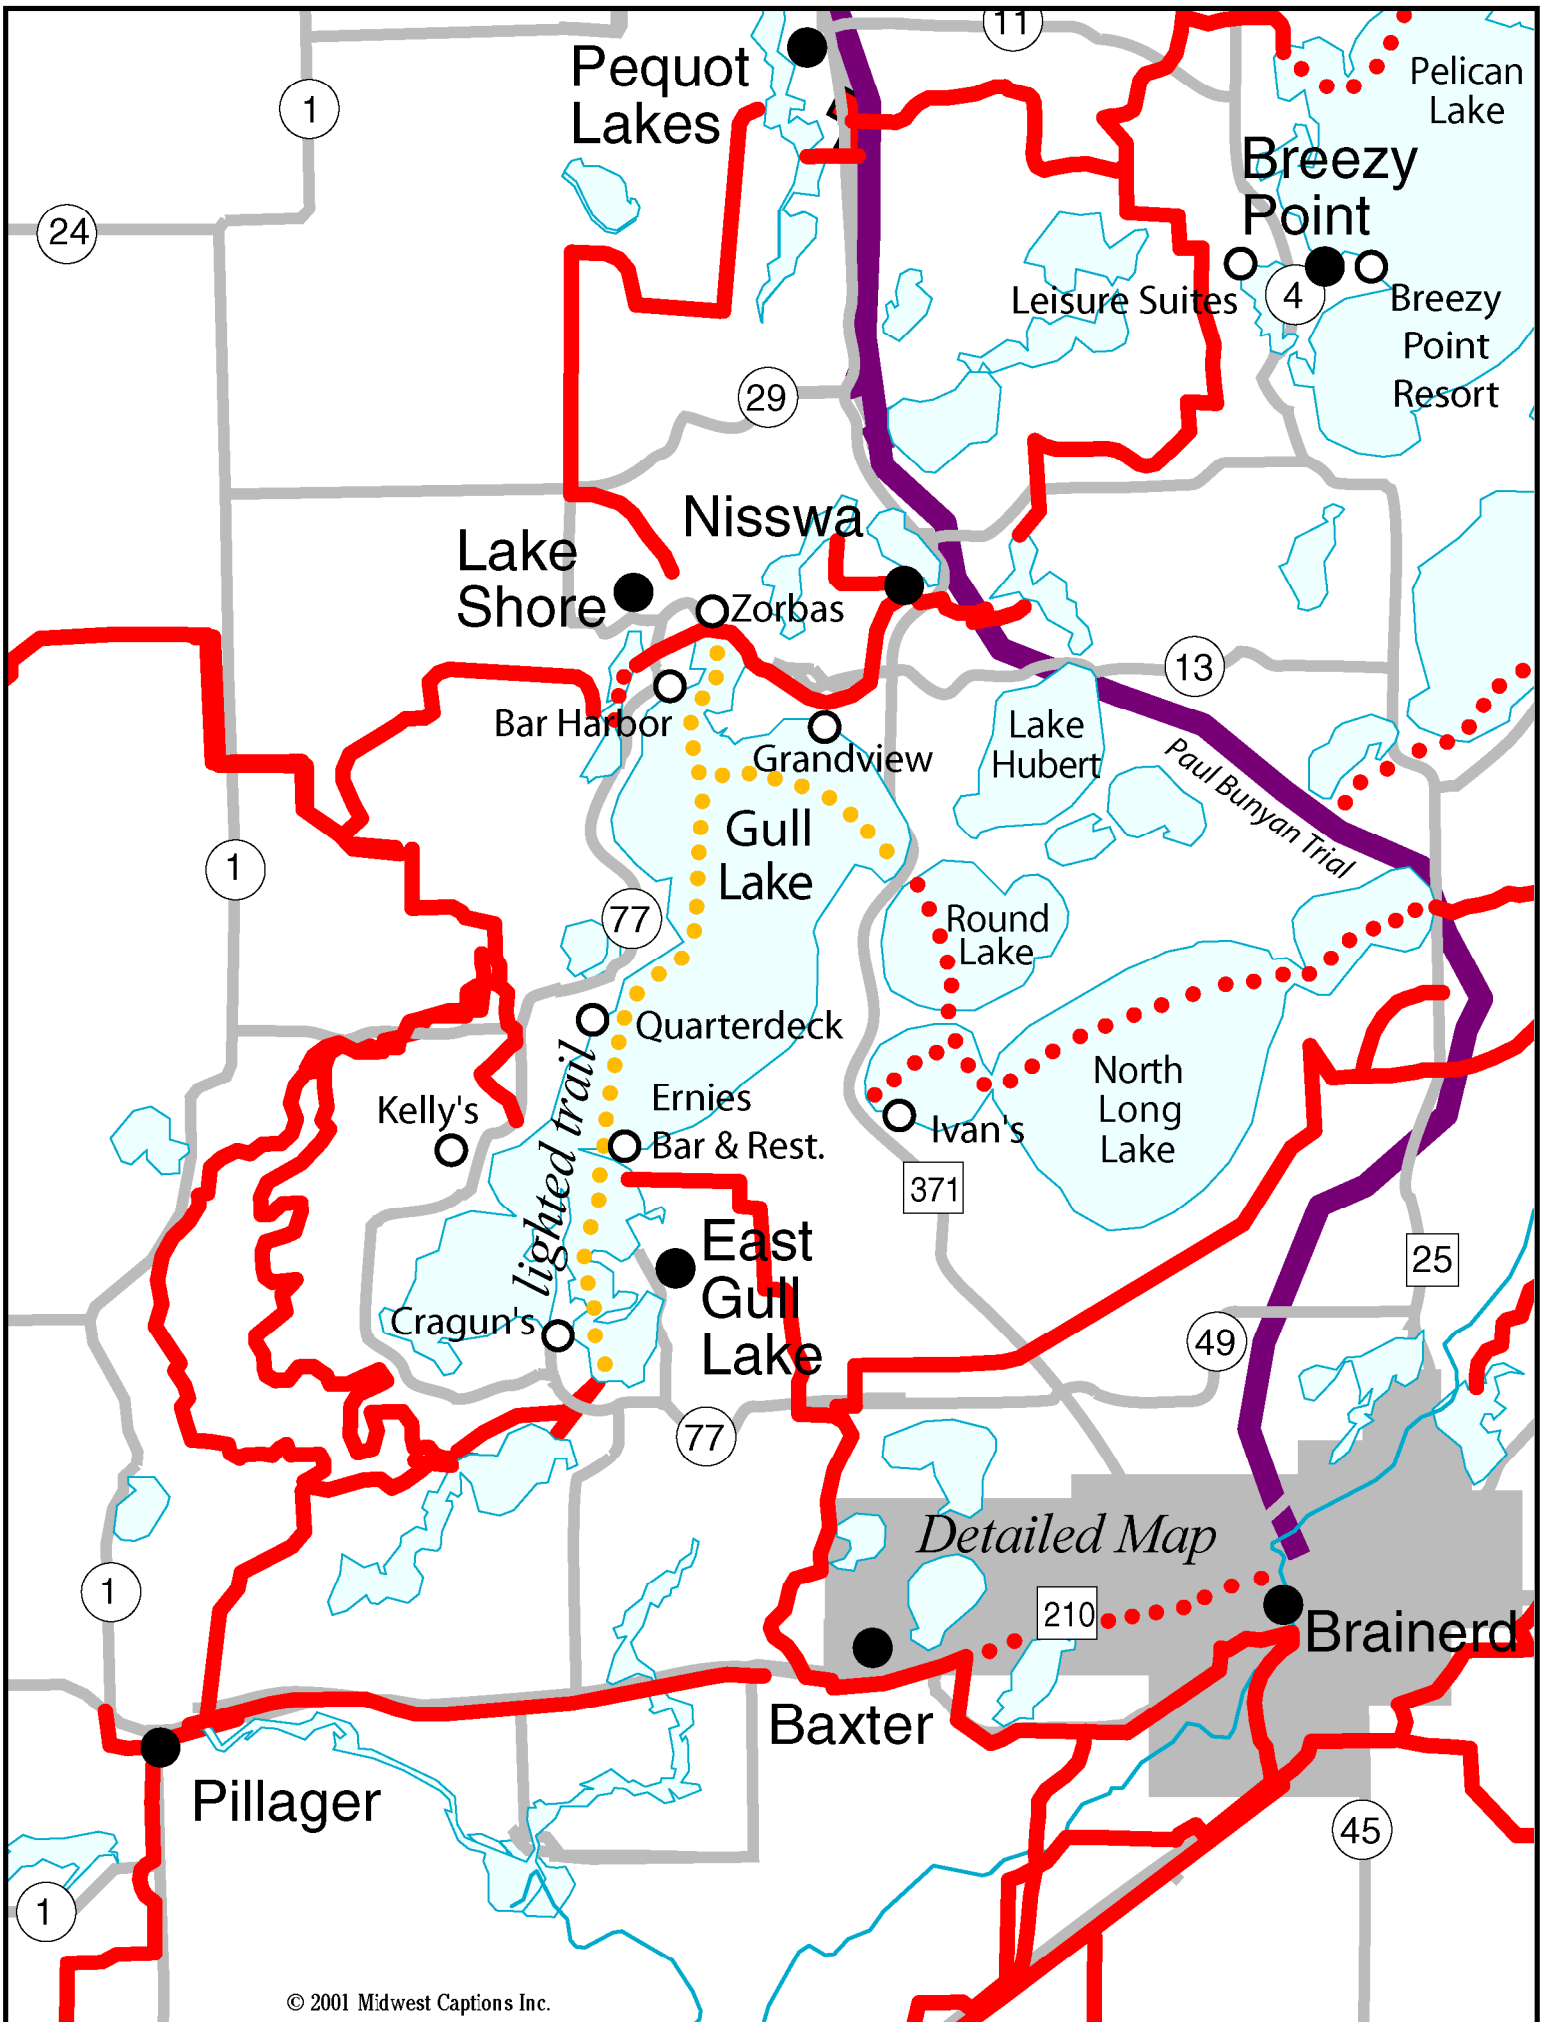 11
Pequot
Lakes
Pelican
Lake
1
Breezy
Point
24
Leisure Suites
4
Breezy
Point
Resort
29
Nisswa
Lake
Shore
Zorbas
13
Bar Harbor
Grandview
Lake
Hubert
Paul Bunyan Trial
Gull
Lake
1
77
Round
Lake
Quarterdeck
lighted trail
Kelly's
Ernies
Bar & Rest.
Ivan's
North
Long
Lake
371
East
Gull
Lake
25
Cragun's
49
77
Detailed Map
1
210
Brainerd
Baxter
Pillager
45
1
© 2001 Midwest Captions Inc.